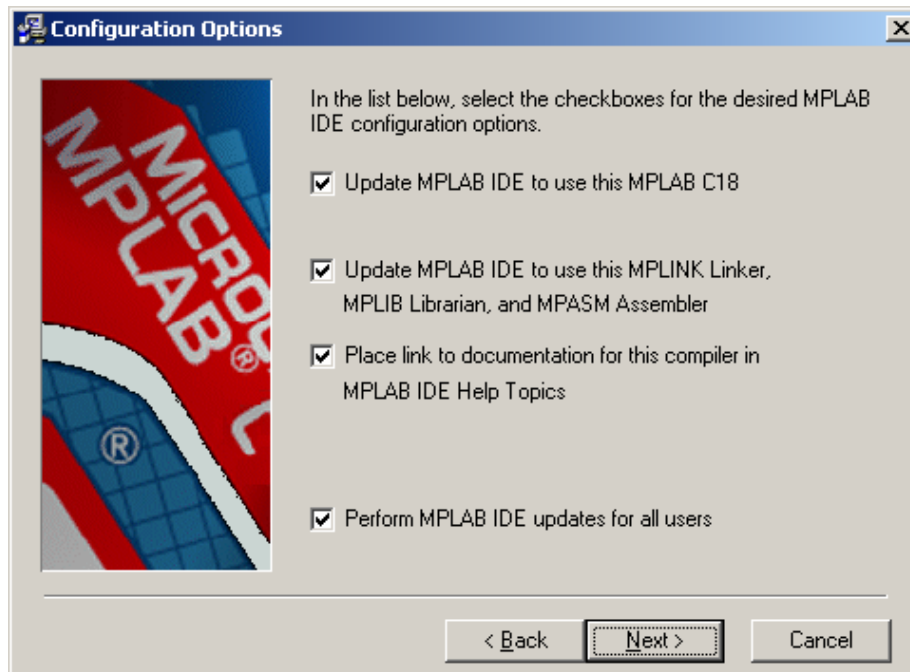 Configuration Options
In the list below, select the checkboxes for the desired MPLAB
IDE configuration options.
Update MPLAB IDE to use this MPLAB C18
Update MPLAB IDE to use this MPLINK Linker,
MPLIB Librarian, and MPASM Assembler
Place link to documentation for this compiler in
MPLAB IDE Help Topics
Perform MPLAB IDE updates for all users
MICRO
MPLAB® C
®
< Back
Next >
Cancel